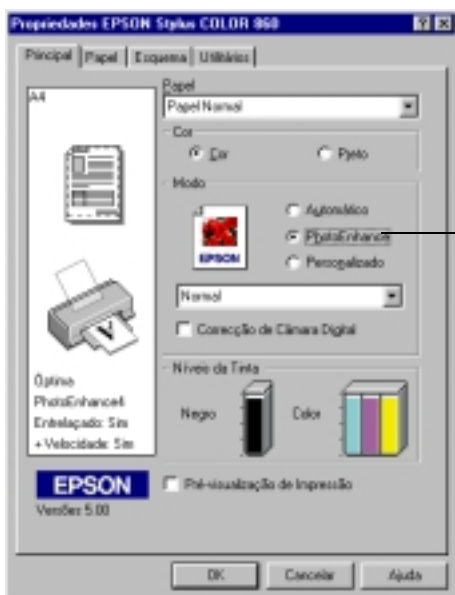 Propriedades EPSON Stylus COLOR 860
Principal Papel Esquema Utilitários
A4
Papel
Papel Normal
Cor
Cor Preto
Modo
Automático
PhotoEnhance4
Personalizado
EPSON
Normal
Correcção de Câmara Digital
Óptima
PhotoEnhance4
Entrelaçado: Sim
+ Velocidade: Sim
Níveis da Tinta
Negro Color
EPSON
Versões 5.00
Pré-visualização de Impressão
OK Cancelar Ajuda